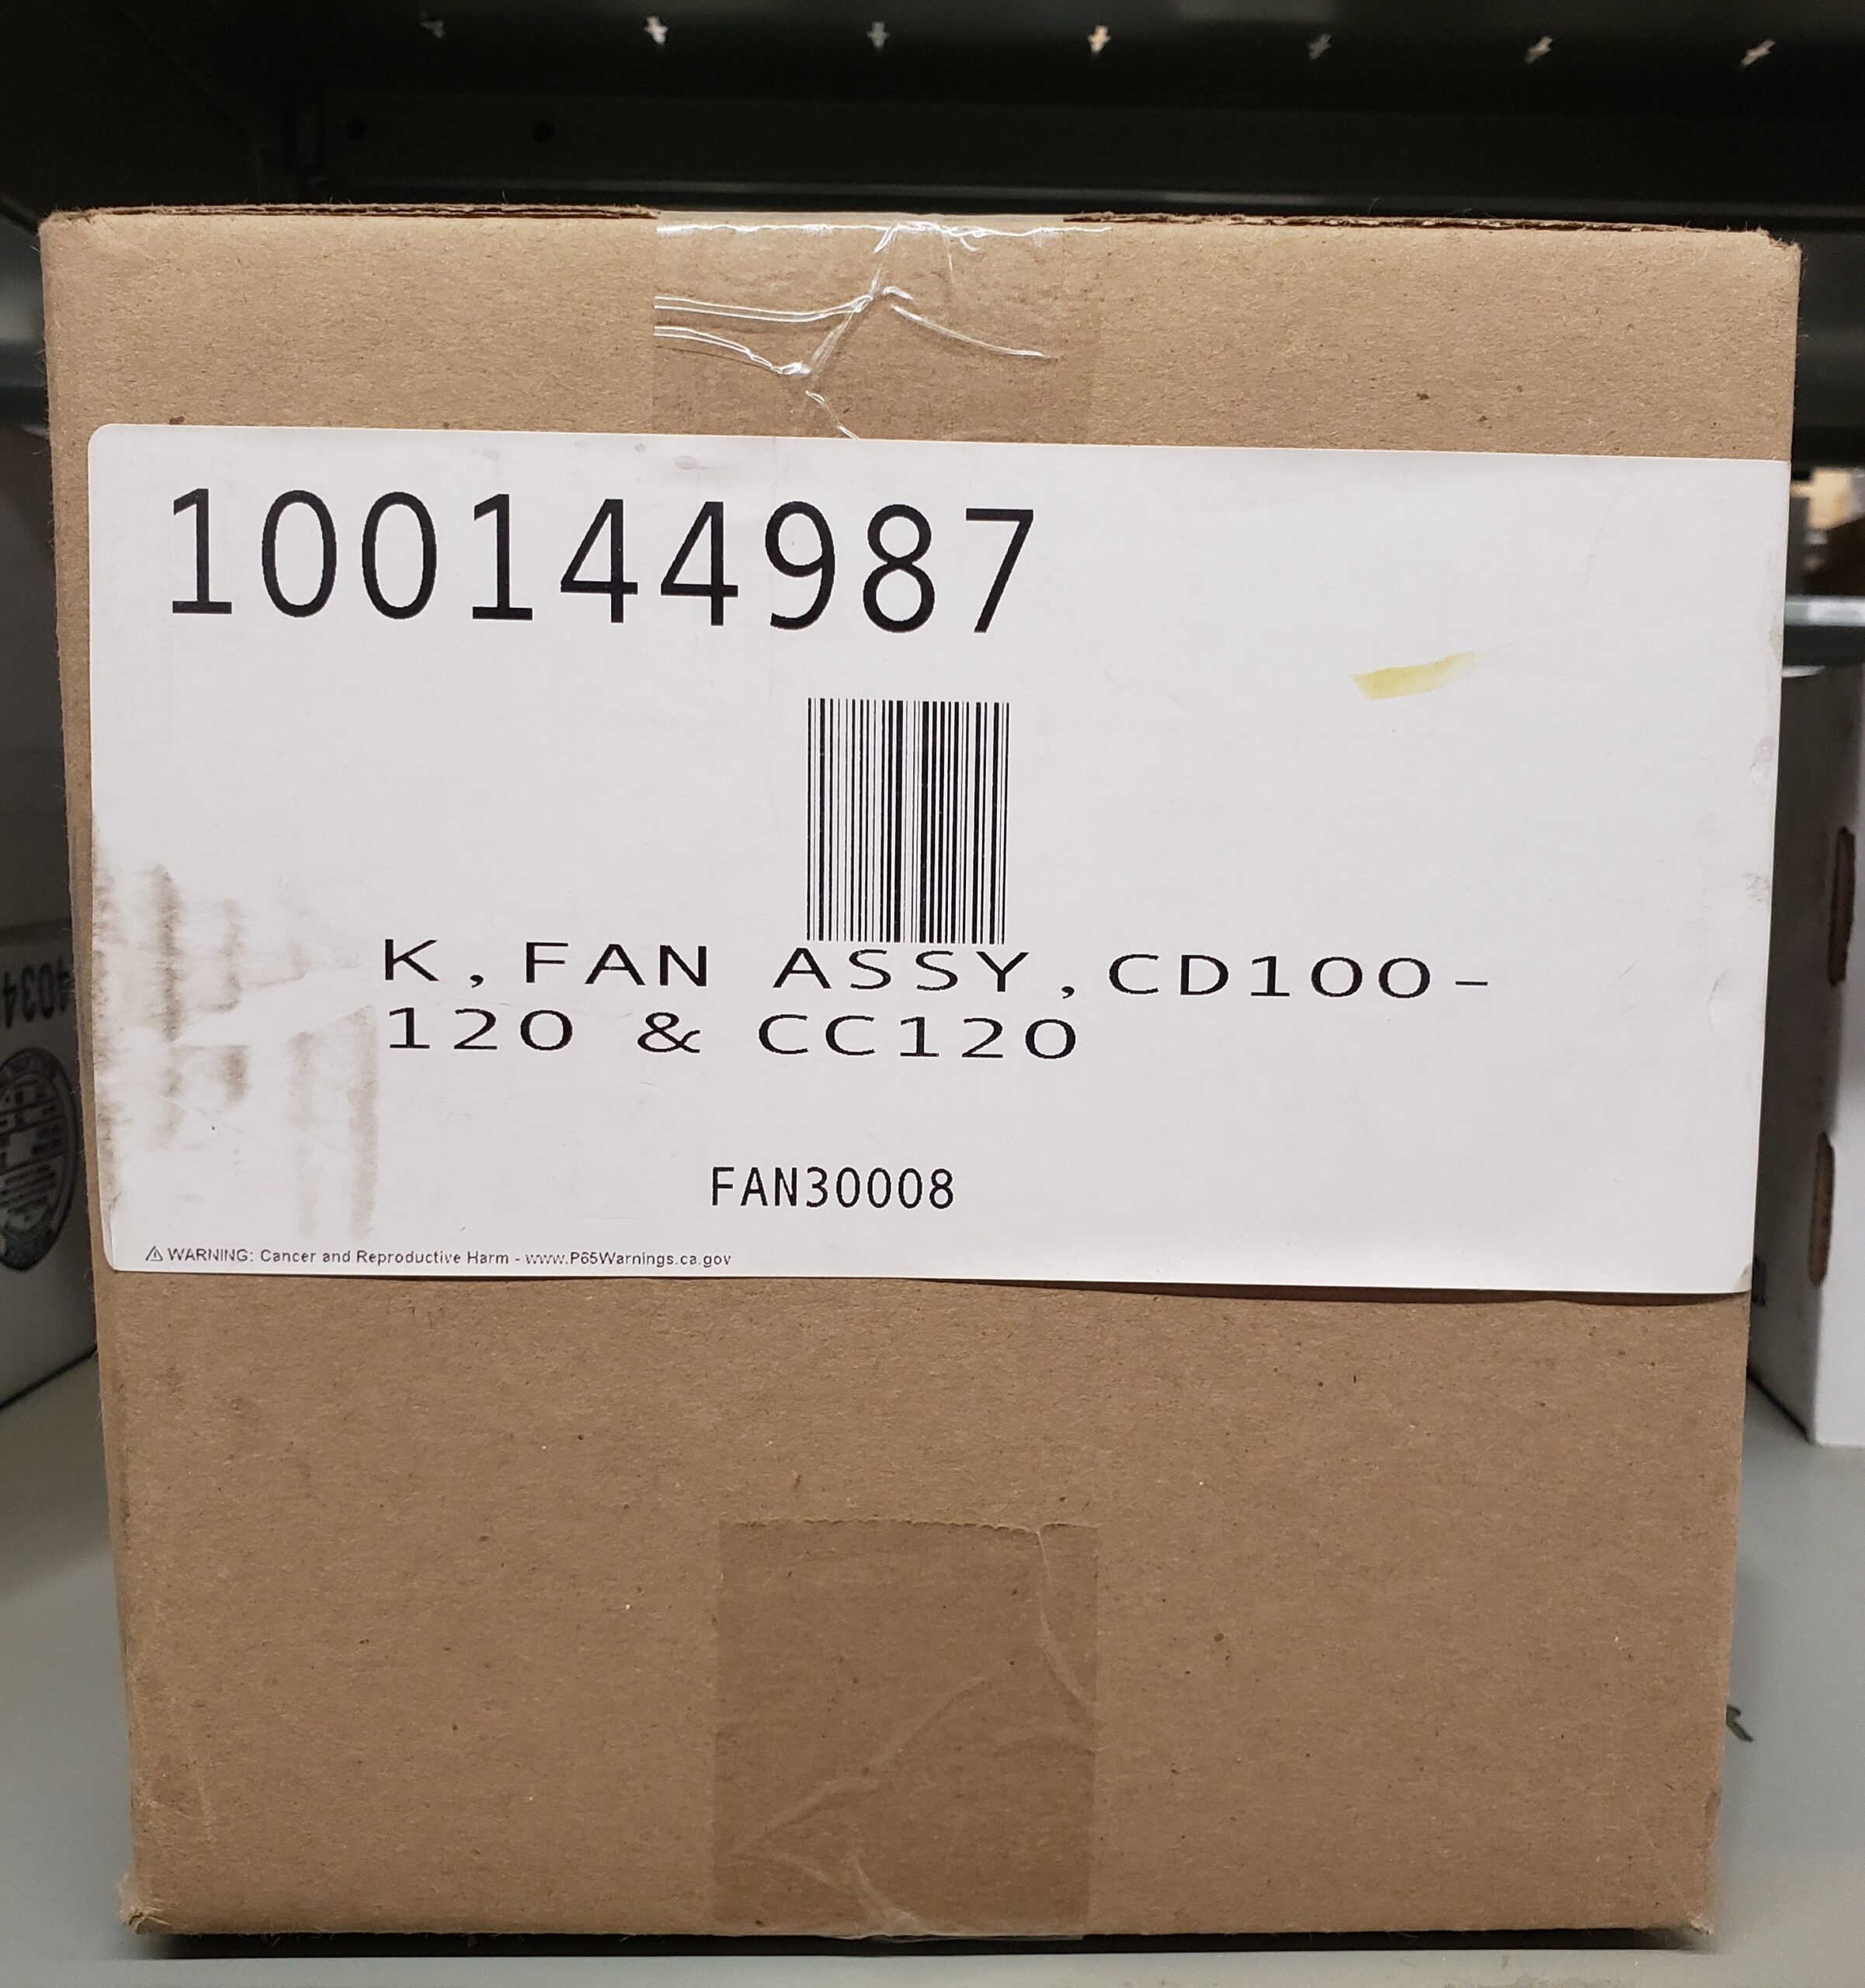 100144987
K,FAN ASSY,CD100-
120 & CC120
FAN30008
⚠ WARNING: Cancer and Reproductive Harm - www.P65Warnings.ca.gov